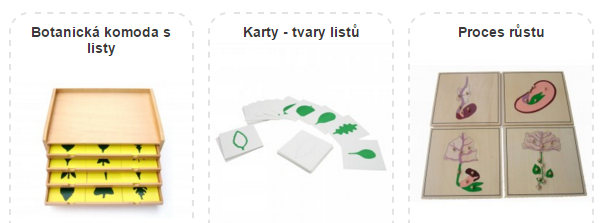 Botanická komoda s
listy
Karty - tvary listů
Proces růstu